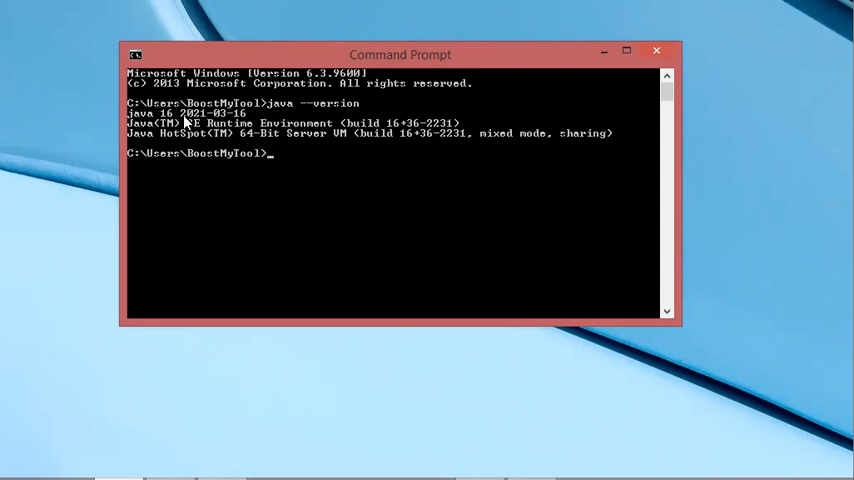 Command Prompt
Microsoft Windows [Version 6.3.9600]
(c) 2013 Microsoft Corporation. All rights reserved.
C:\Users\BoostMyTool>java --version
java 16 2021-03-16
Java(TM) E Runtime Environment (build 16+36-2231)
Java HotSpot(TM) 64-Bit Server VM (build 16+36-2231, mixed mode, sharing)
C:\Users\BoostMyTool>_